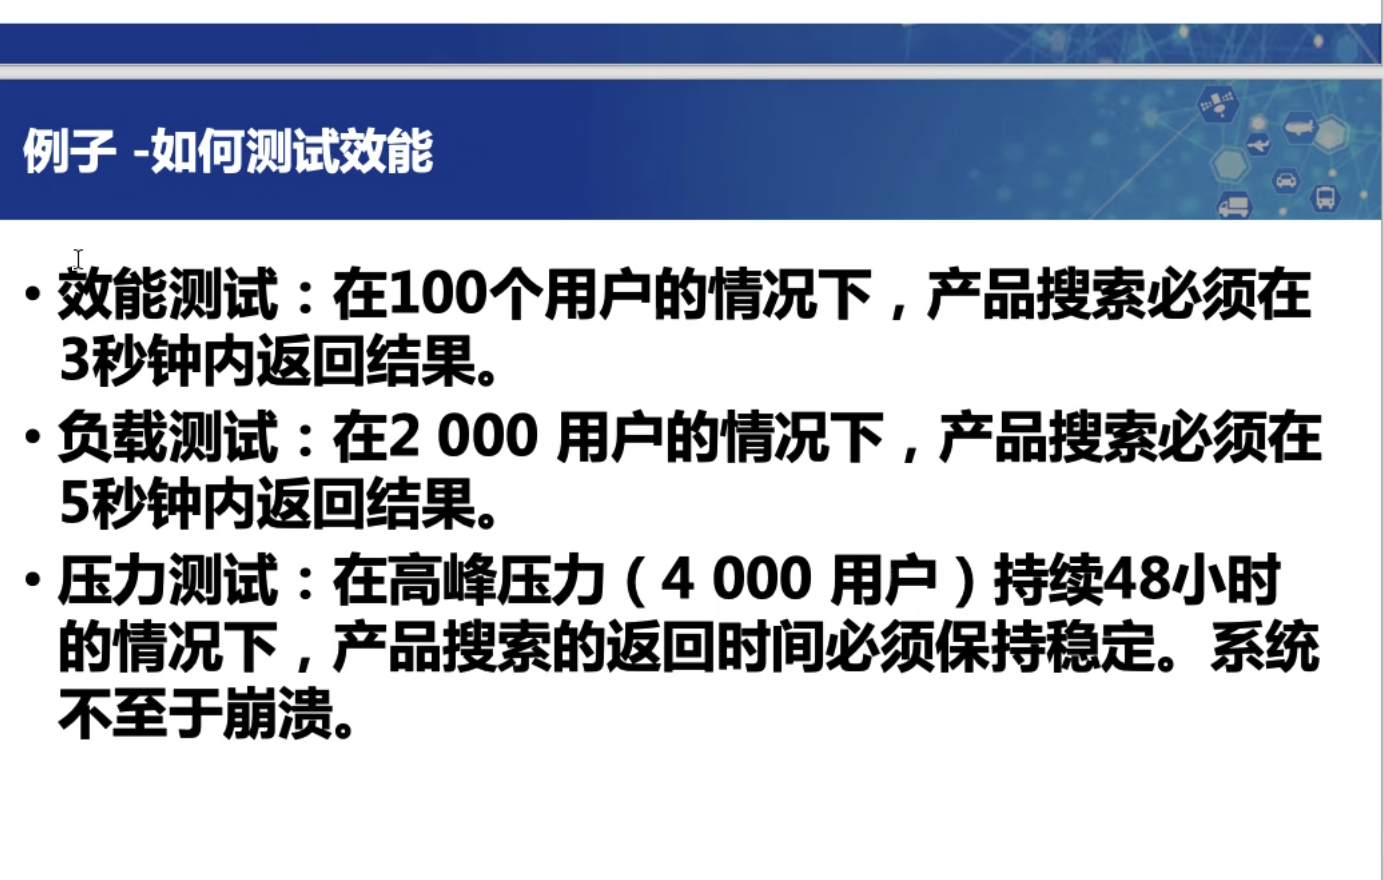 例子 -如何测试效能
• 效能测试：在100个用户的情况下，产品搜索必须在
3秒钟内返回结果。
• 负载测试：在2 000 用户的情况下，产品搜索必须在
5秒钟内返回结果。
• 压力测试：在高峰压力（4 000 用户）持续48小时
的情况下，产品搜索的返回时间必须保持稳定。系统
不至于崩溃。